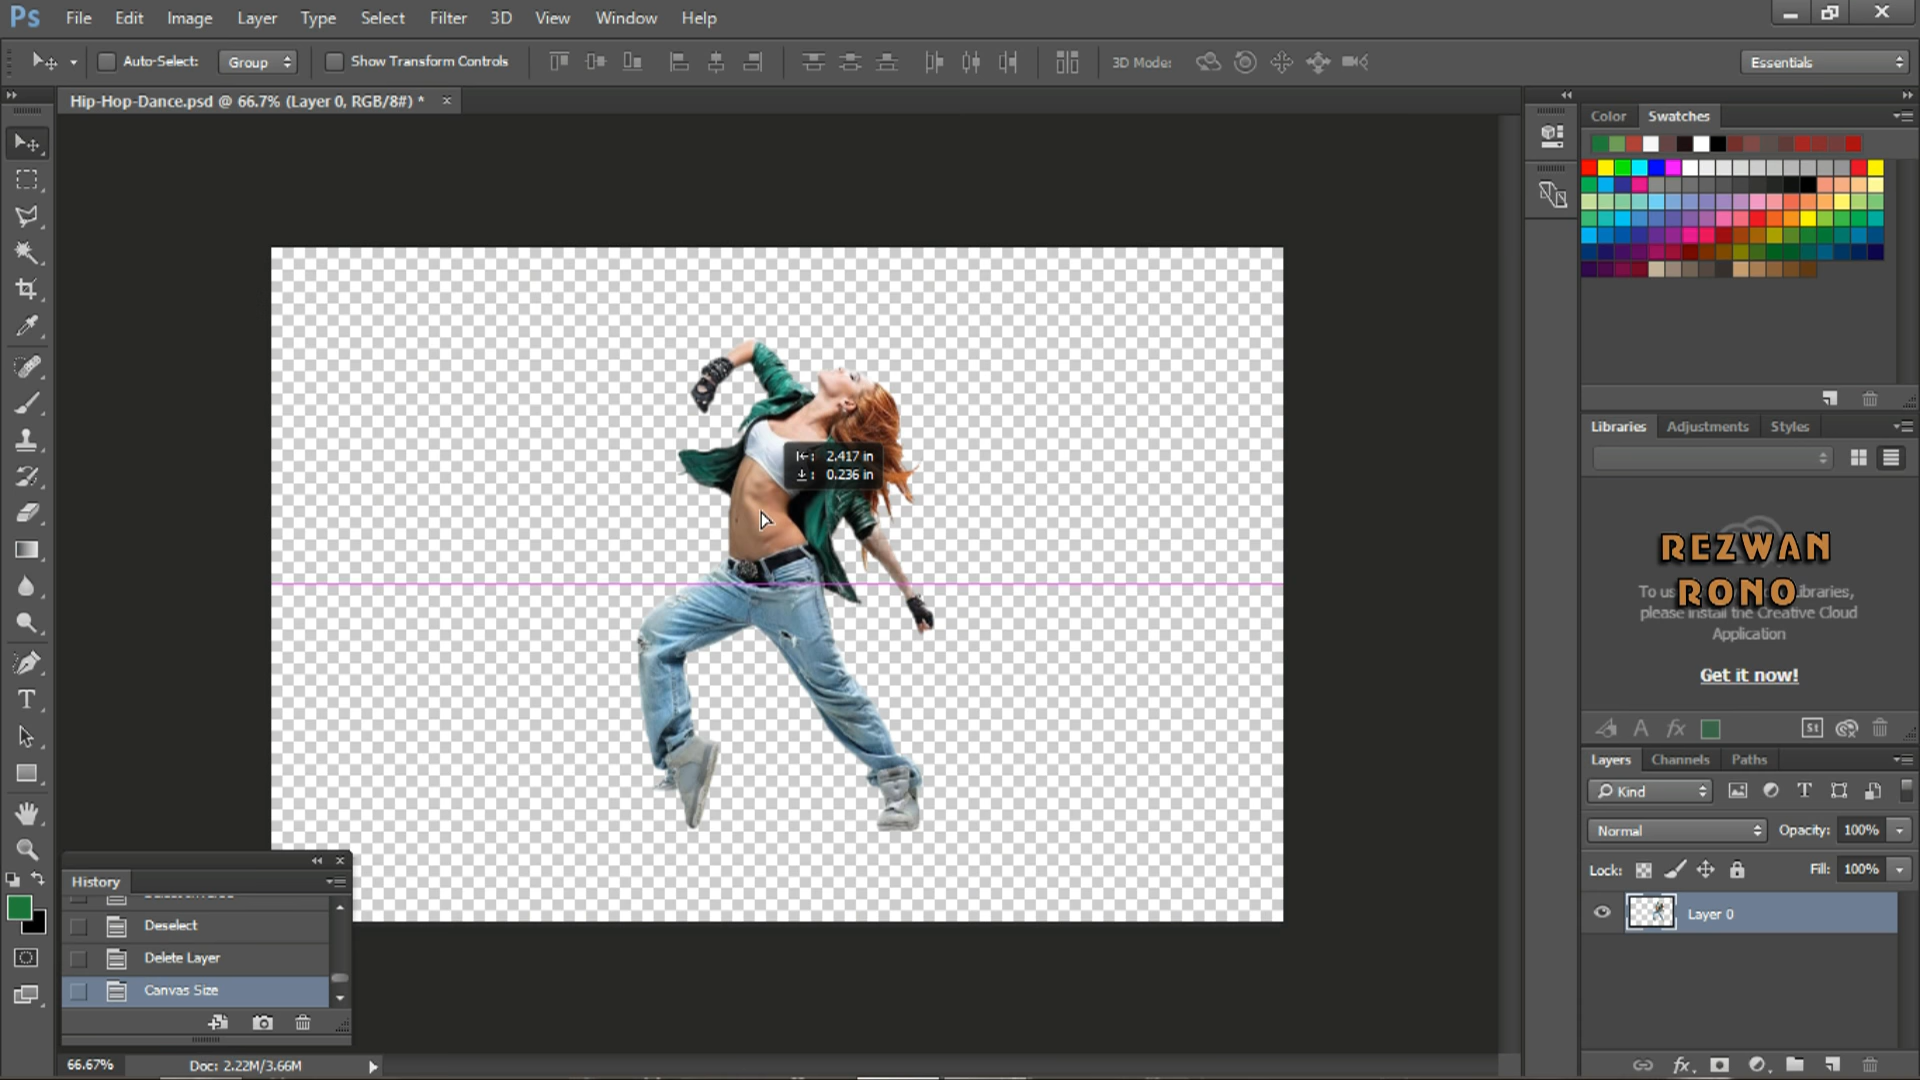 Ps File Edit Image Layer Type Select Filter 3D View Window Help
Auto-Select: Group Show Transform Controls 3D Mode: Essentials
Hip-Hop-Dance.psd @ 66.7% (Layer 0, RGB/8#) * ×
Color Swatches
2.417 in
0.236 in
Libraries Adjustments Styles
REZWAN
RONO
To us libraries,
please install the Creative Cloud
Application
Get it now!
St
Layers Channels Paths
Kind
Normal Opacity: 100%
Lock: Fill: 100%
Layer 0
History
Deselect
Delete Layer
Canvas Size
66.67% Doc: 2.22M/3.66M